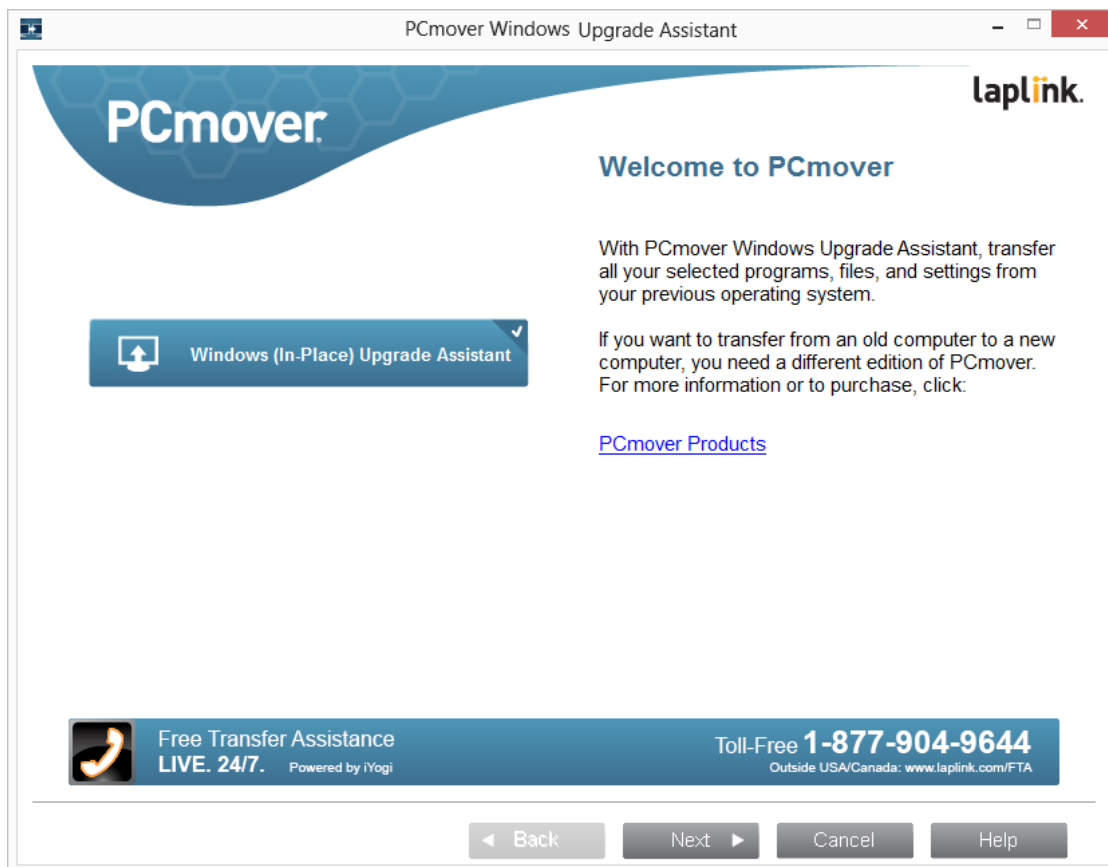 PCmover Windows Upgrade Assistant
PCmover
laplink.
Welcome to PCmover
With PCmover Windows Upgrade Assistant, transfer
all your selected programs, files, and settings from
your previous operating system.
Windows (In-Place) Upgrade Assistant
If you want to transfer from an old computer to a new
computer, you need a different edition of PCmover.
For more information or to purchase, click:
PCmover Products
Free Transfer Assistance
LIVE. 24/7. Powered by iYogi
Toll-Free 1-877-904-9644
Outside USA/Canada: www.laplink.com/FTA
Back
Next
Cancel
Help